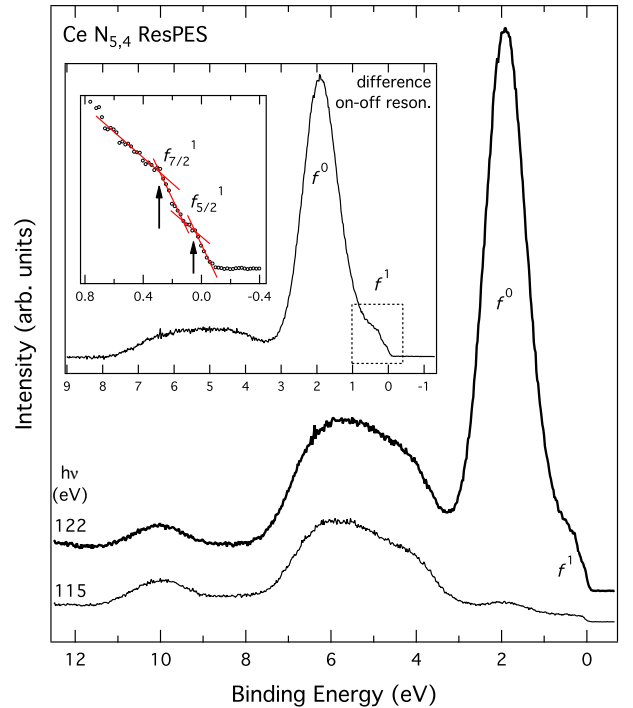 Ce N5,4 ResPES
difference
on-off reson.
f7/2 1
f5/2 1
f0
f1
0.8 0.4 0.0 -0.4
9 8 7 6 5 4 3 2 1 0 -1
f0
hν
(eV)
122
115
f1
12 10 8 6 4 2 0
Binding Energy (eV)
Intensity (arb. units)